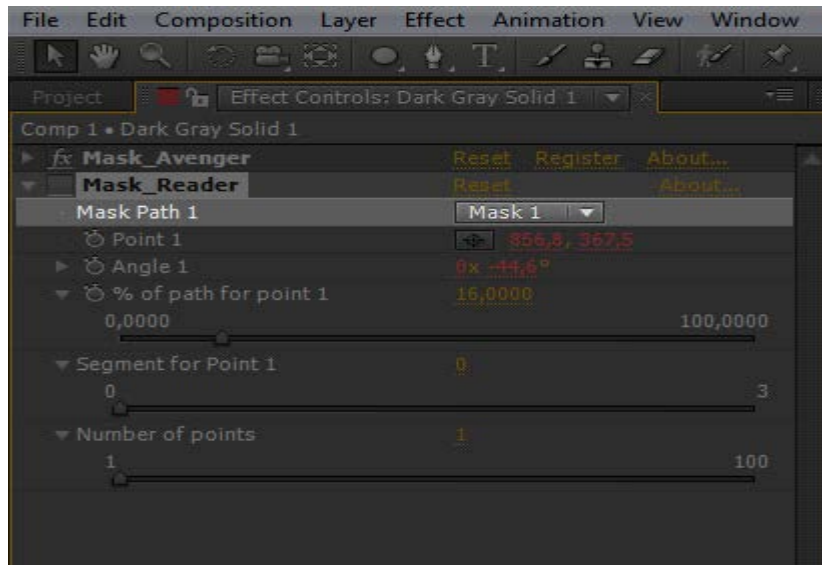 File Edit Composition Layer Effect Animation View Window
T
Project Effect Controls: Dark Gray Solid 1
Comp 1 • Dark Gray Solid 1
fx Mask_Avenger Reset Register About...
Mask_Reader Reset About...
Mask Path 1 Mask 1
Point 1 856,8, 367,5
Angle 1 0x -44,6°
% of path for point 1 16,0000
0,0000 100,0000
Segment for Point 1 0
0 3
Number of points 1
1 100